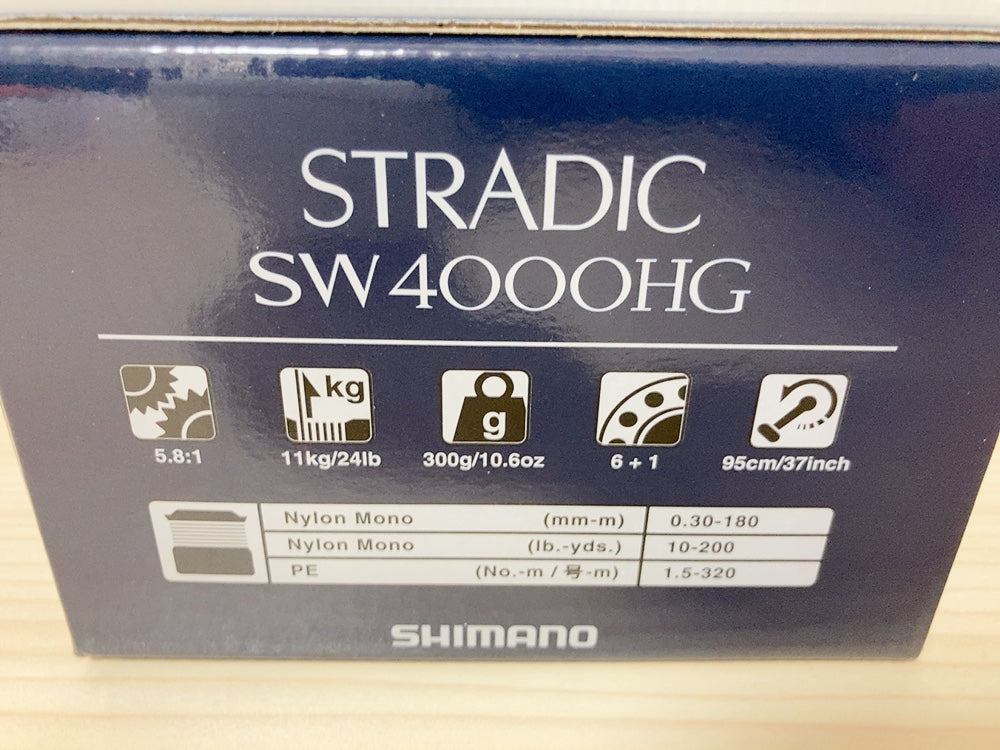 STRADIC
SW4000HG
kg
g
5.8:1 11kg/24lb 300g/10.6oz 6 + 1 95cm/37inch
Nylon Mono (mm-m) 0.30-180
Nylon Mono (lb.-yds.) 10-200
PE (No.-m / 号-m) 1.5-320
SHIMANO